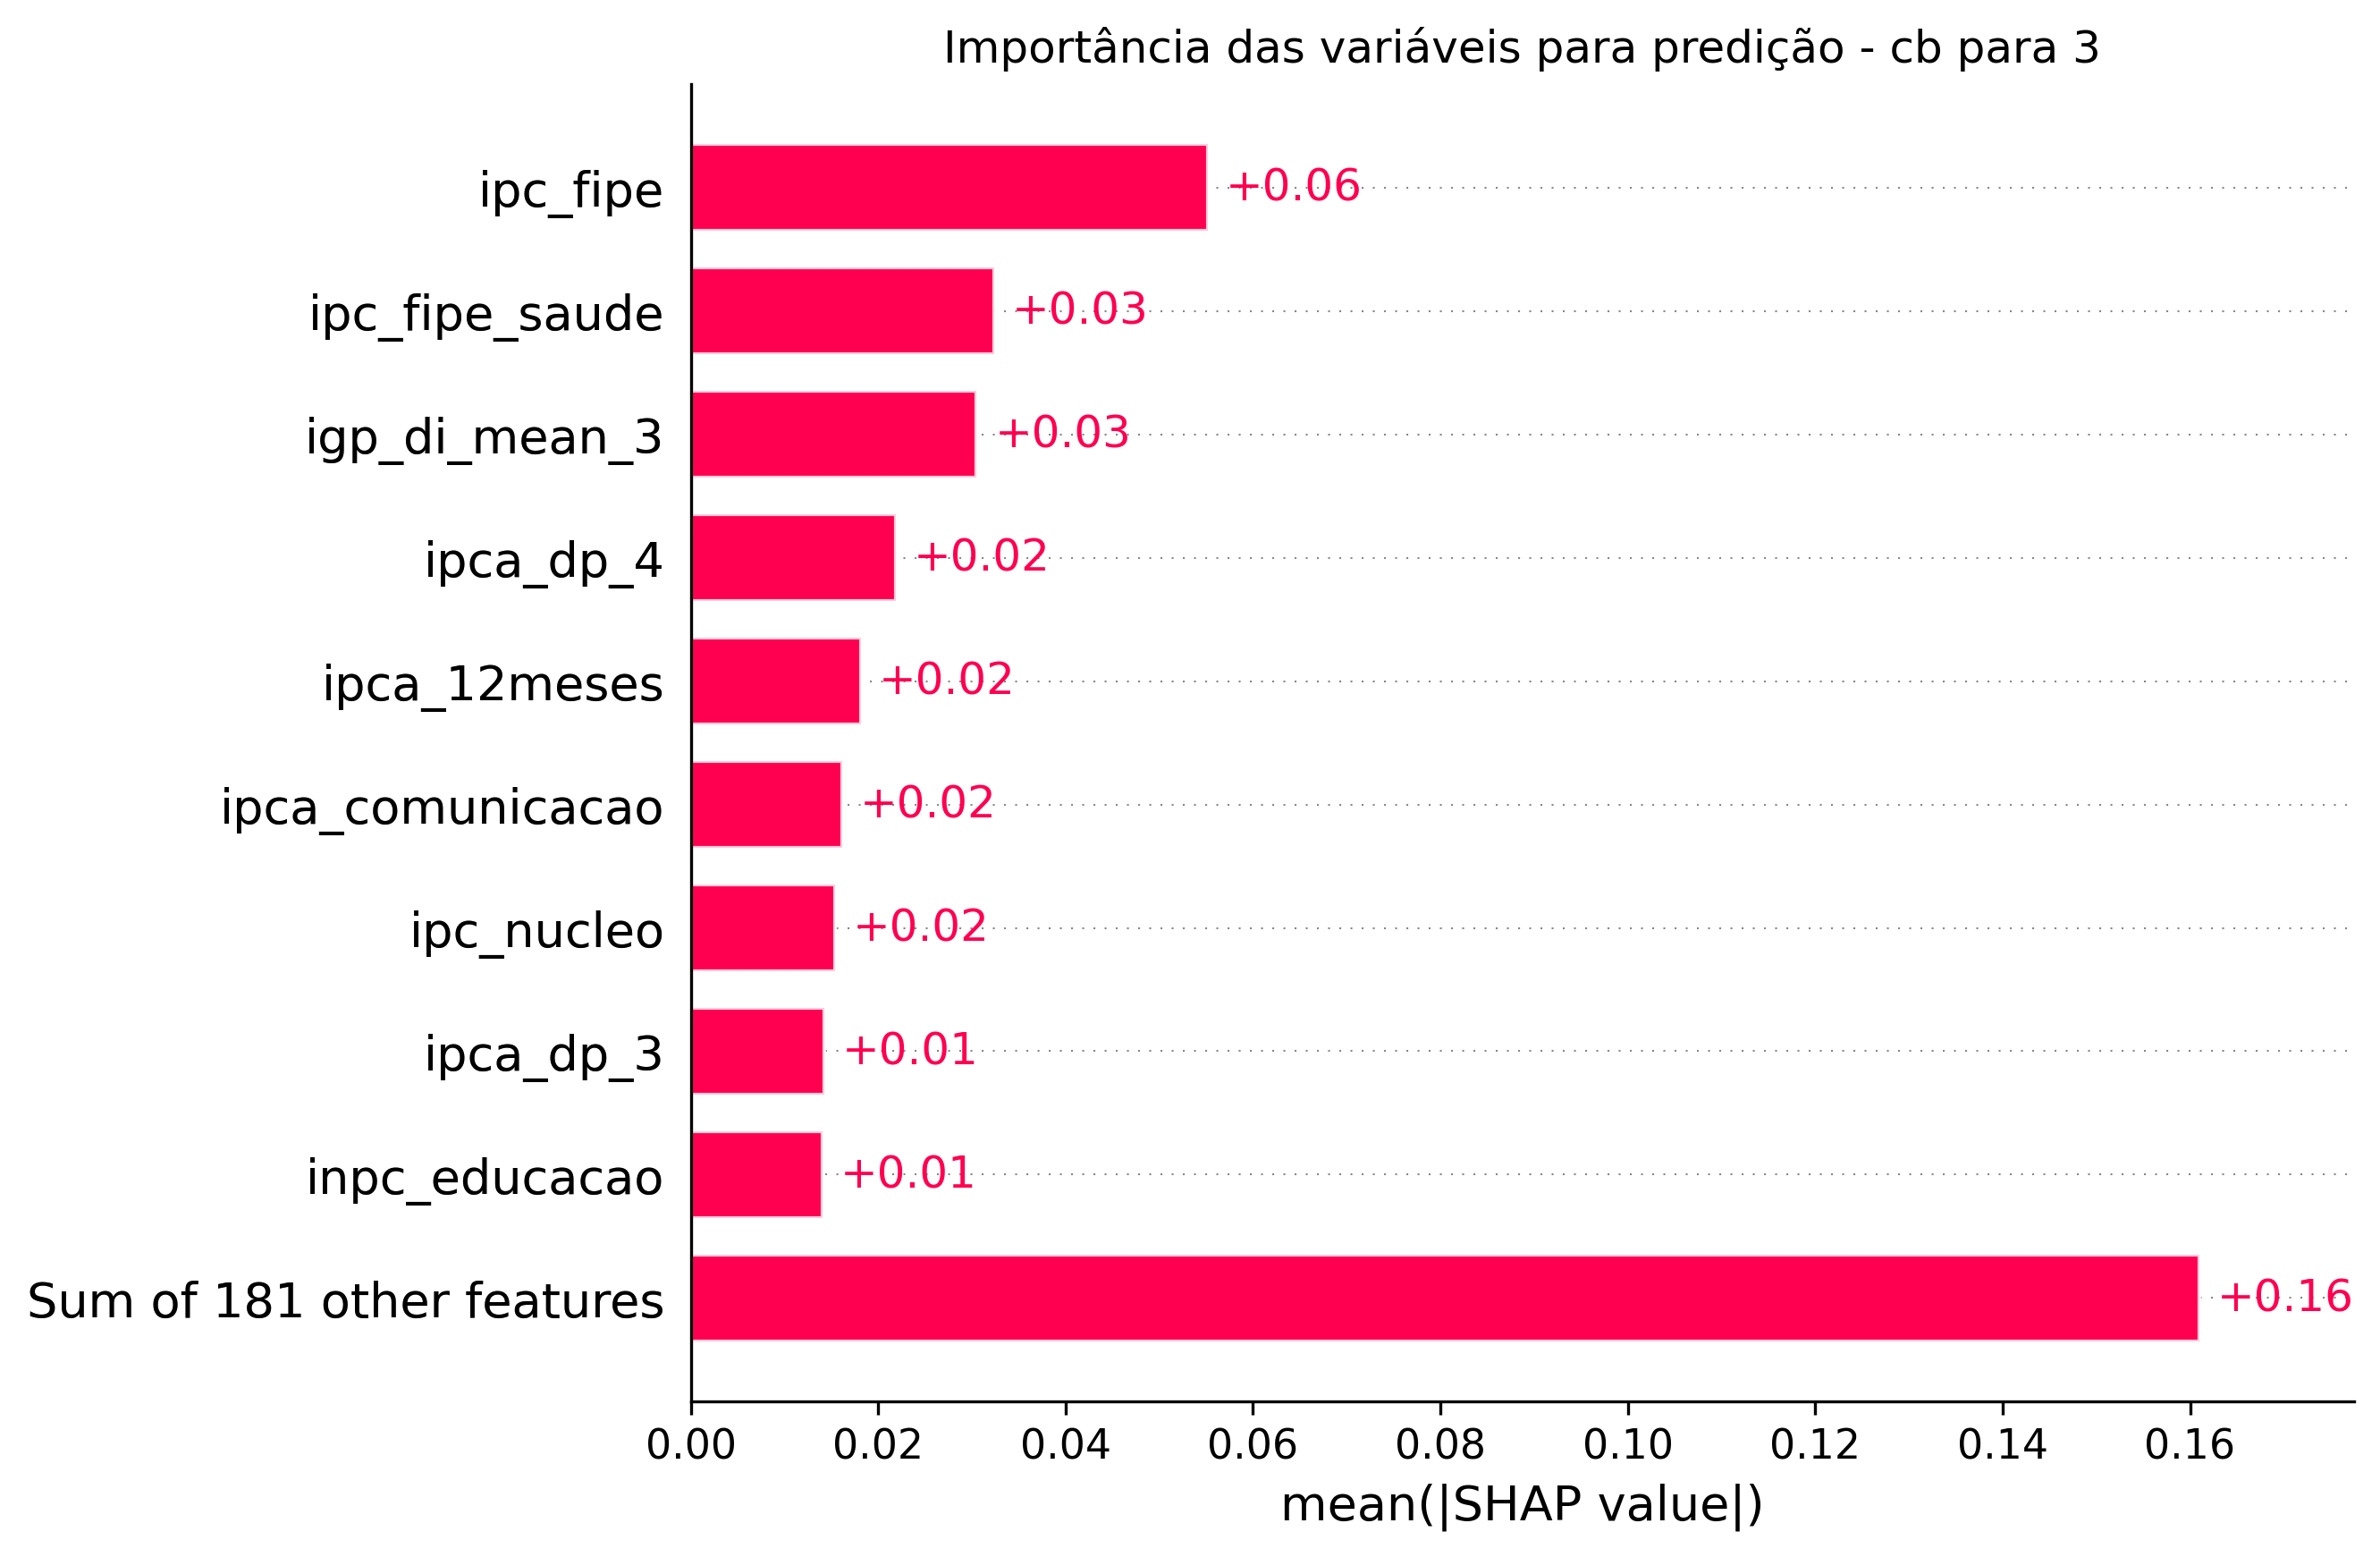 Importância das variáveis para predição - cb para 3
ipc_fipe +0.06
ipc_fipe_saude +0.03
igp_di_mean_3 +0.03
ipca_dp_4 +0.02
ipca_12meses +0.02
ipca_comunicacao +0.02
ipc_nucleo +0.02
ipca_dp_3 +0.01
inpc_educacao +0.01
Sum of 181 other features +0.16
0.00 0.02 0.04 0.06 0.08 0.10 0.12 0.14 0.16
mean(|SHAP value|)